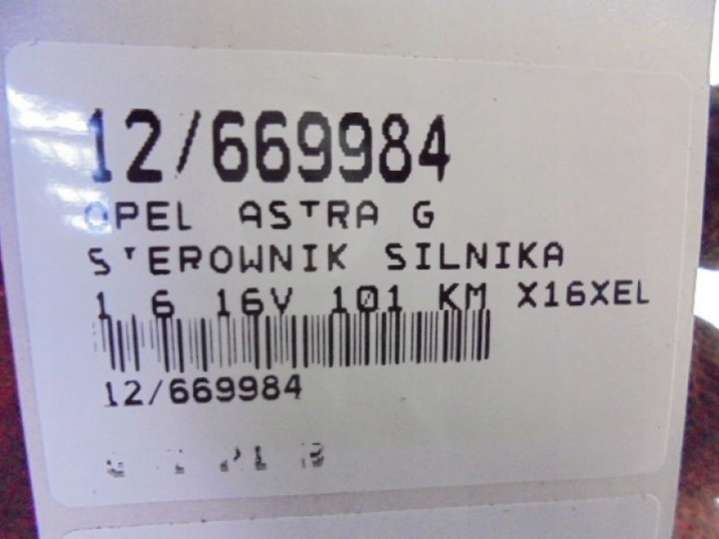 12/669984
OPEL ASTRA G
STEROWNIK SILNIKA
1 6 16V 101 KM X16XEL
12/669984